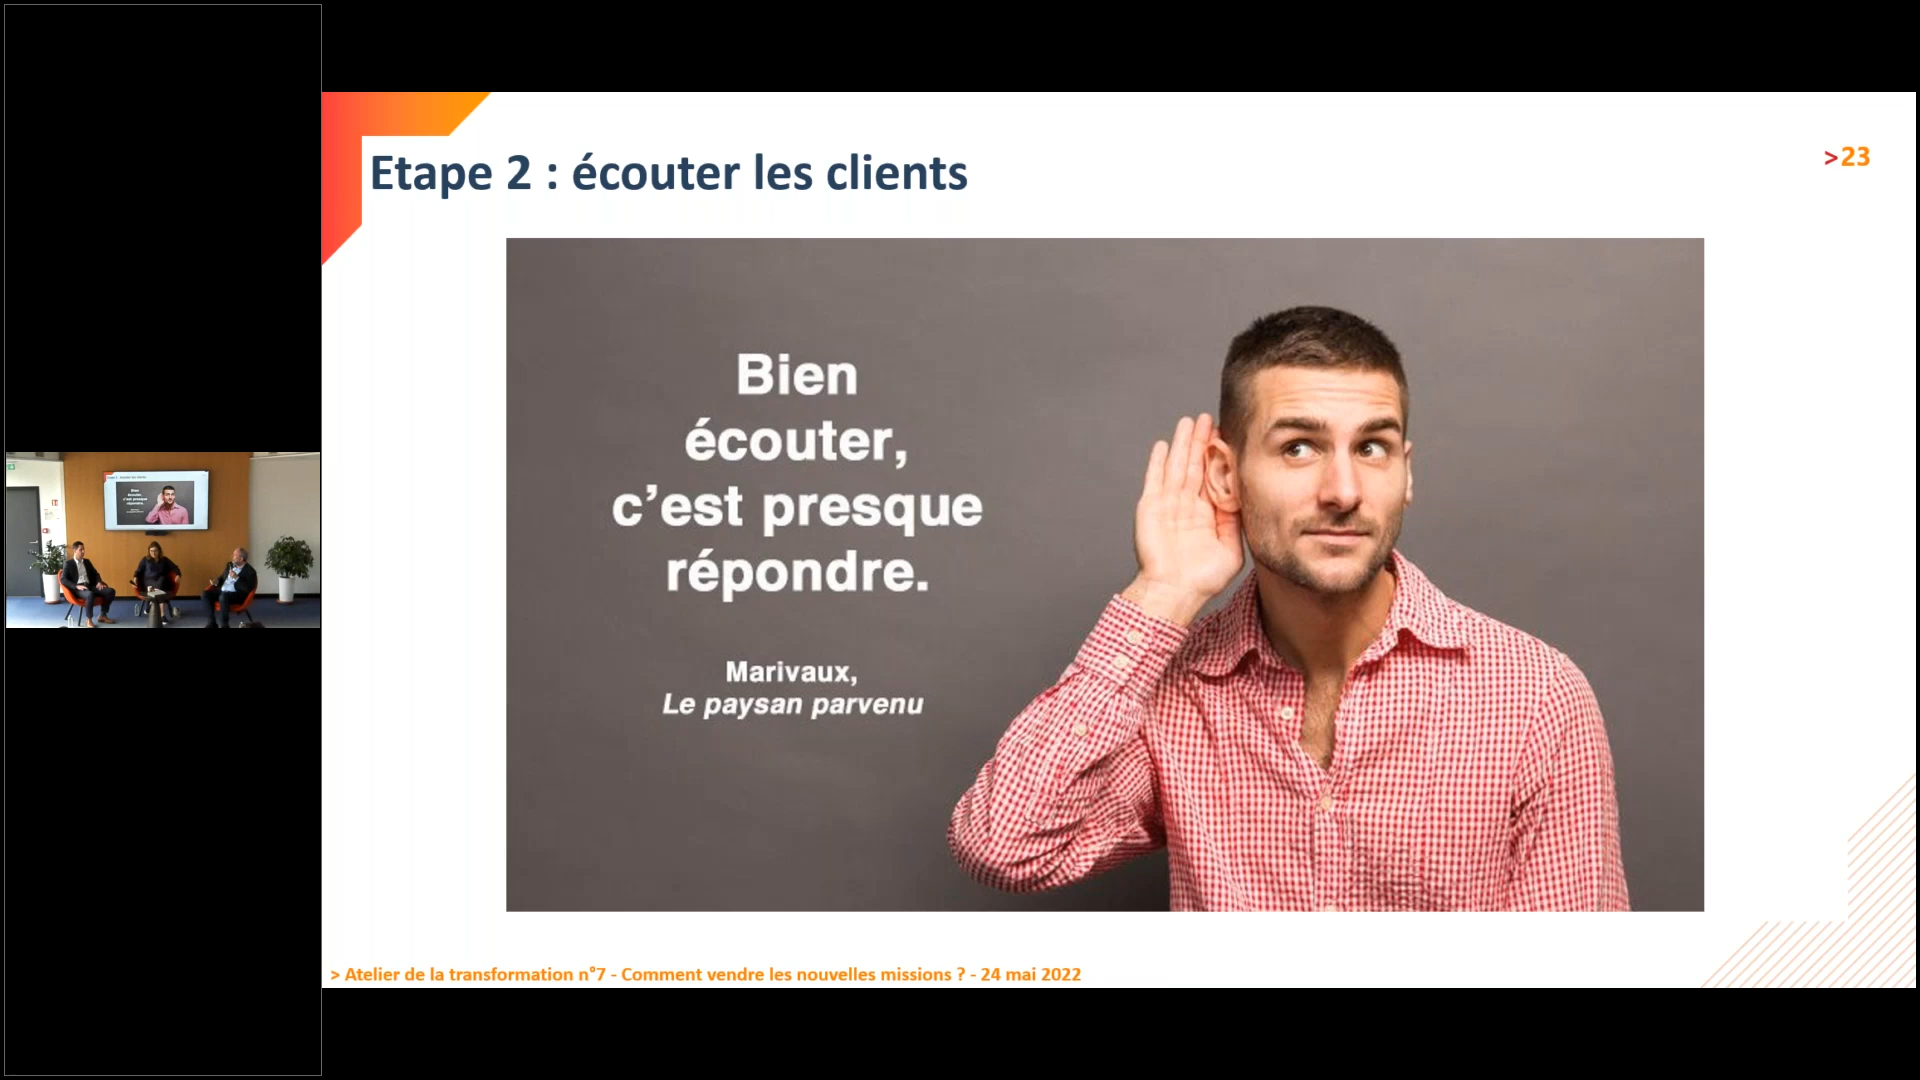 Etape 2 : écouter les clients
>23
Bien
écouter,
c’est presque
répondre.
Marivaux,
Le paysan parvenu
> Atelier de la transformation n°7 - Comment vendre les nouvelles missions ? - 24 mai 2022